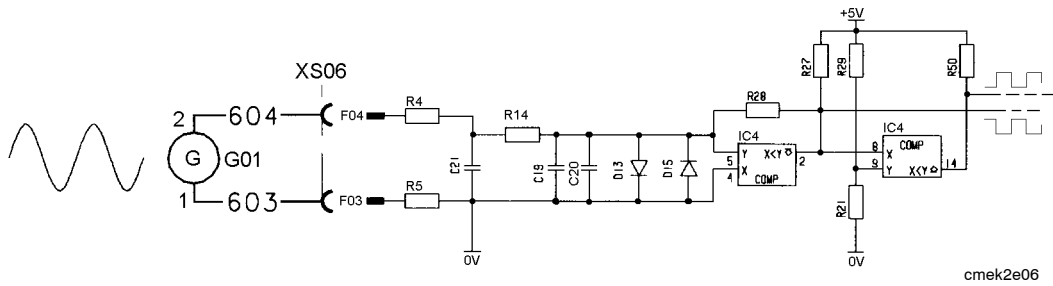 +5V
XS06
R27
R29
R50
2
604
F04
R4
R14
R28
G
G01
C21
C19
C20
D13
D15
IC4
Y
X<Y
5
X
4
COMP
2
IC4
COMP
8
X
9
Y
X<Y
14
1
603
F03
R5
R21
0V
0V
cmek2e06